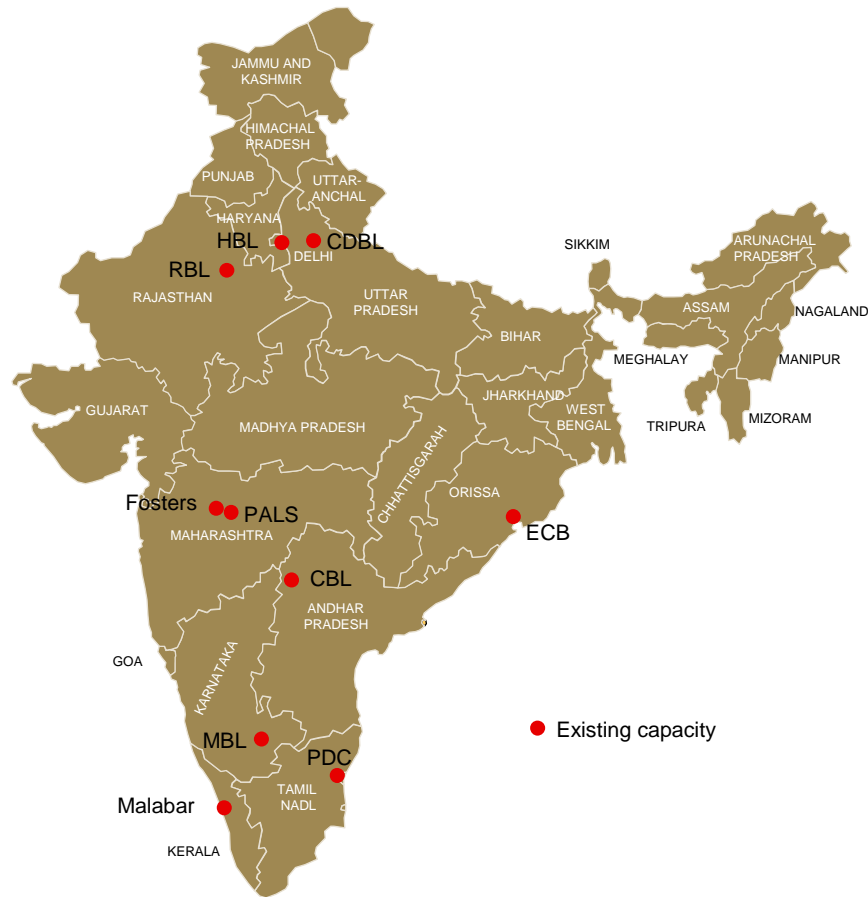 JAMMU AND
KASHMIR
HIMACHAL
PRADESH
PUNJAB
UTTAR-
ANCHAL
HARYANA
HBL
CDBL
DELHI
RBL
RAJASTHAN
UTTAR
PRADESH
SIKKIM
ARUNACHAL
PRADESH
ASSAM
NAGALAND
BIHAR
MEGHALAY
MANIPUR
GUJARAT
JHARKHAND
WEST
BENGAL
TRIPURA
MIZORAM
MADHYA PRADESH
CHHATTISGARAH
ORISSA
Fosters
PALS
MAHARASHTRA
ECB
CBL
ANDHAR
PRADESH
GOA
KARNATAKA
MBL
PDC
Existing capacity
TAMIL
NADL
Malabar
KERALA